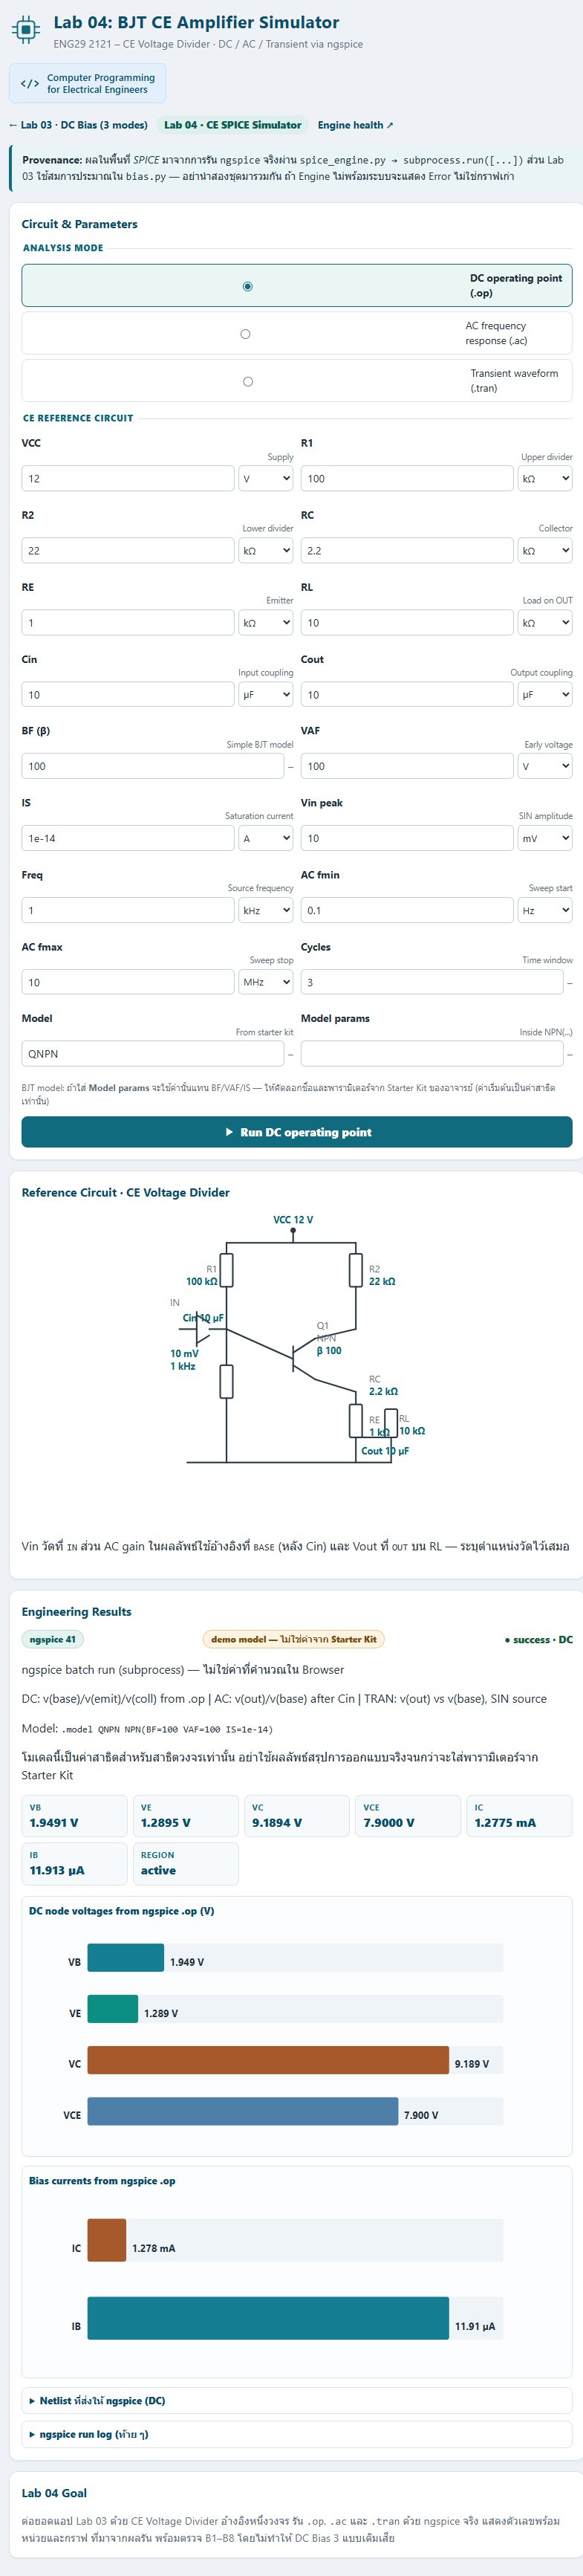 Lab 04: BJT CE Amplifier Simulator
ENG29 2121 – CE Voltage Divider · DC / AC / Transient via ngspice
</> Computer Programming
for Electrical Engineers
← Lab 03 · DC Bias (3 modes) Lab 04 · CE SPICE Simulator Engine health ↗
Provenance: ผลในพื้นที่ SPICE มาจากการรัน ngspice จริงผ่าน spice_engine.py → subprocess.run([...]) ส่วน Lab
03 ใช้สมการประมาณใน bias.py — อย่านำสองชุดมารวมกัน ถ้า Engine ไม่พร้อมระบบจะแสดง Error ไม่ใช่กราฟเก่า
Circuit & Parameters
ANALYSIS MODE
DC operating point
(.op)
AC frequency
response (.ac)
Transient waveform
(.tran)
CE REFERENCE CIRCUIT
VCC R1
Supply Upper divider
12 V 100 kΩ
R2 RC
Lower divider Collector
22 kΩ 2.2 kΩ
RE RL
Emitter Load on OUT
1 kΩ 10 kΩ
Cin Cout
Input coupling Output coupling
10 µF 10 µF
BF (β) VAF
Simple BJT model Early voltage
100 – 100 V
IS Vin peak
Saturation current SIN amplitude
1e-14 A 10 mV
Freq AC fmin
Source frequency Sweep start
1 kHz 0.1 Hz
AC fmax Cycles
Sweep stop Time window
10 MHz 3 –
Model Model params
From starter kit Inside NPN(...)
QNPN – –
BJT model: ถ้าใส่ Model params จะใช้ค่านั้นแทน BF/VAF/IS — ให้คัดลอกชื่อและพารามิเตอร์จาก Starter Kit ของอาจารย์ (ค่าเริ่มต้นเป็นค่าสาธิต
เท่านั้น)
▶ Run DC operating point
Reference Circuit · CE Voltage Divider
VCC 12 V
R1
100 kΩ
R2
22 kΩ
IN
Cin 10 µF
10 mV
1 kHz
Q1
NPN
β 100
RC
2.2 kΩ
RE
1 kΩ
RL
10 kΩ
Cout 10 µF
Vin วัดที่ IN ส่วน AC gain ในผลลัพธ์ใช้อ้างอิงที่ BASE (หลัง Cin) และ Vout ที่ OUT บน RL — ระบุตำแหน่งวัดไว้เสมอ
Engineering Results
ngspice 41 demo model — ไม่ใช่ค่าจาก Starter Kit ● success · DC
ngspice batch run (subprocess) — ไม่ใช่ค่าที่คำนวณใน Browser
DC: v(base)/v(emit)/v(coll) from .op | AC: v(out)/v(base) after Cin | TRAN: v(out) vs v(base), SIN source
Model: .model QNPN NPN(BF=100 VAF=100 IS=1e-14)
โมเดลนี้เป็นค่าสาธิตสำหรับสาธิตวงจรเท่านั้น อย่าใช้ผลลัพธ์สรุปการออกแบบจริงจนกว่าจะใส่พารามิเตอร์จาก
Starter Kit
VB VE VC VCE IC
1.9491 V 1.2895 V 9.1894 V 7.9000 V 1.2775 mA
IB REGION
11.913 µA active
DC node voltages from ngspice .op (V)
VB 1.949 V
VE 1.289 V
VC 9.189 V
VCE 7.900 V
Bias currents from ngspice .op
IC 1.278 mA
IB 11.91 µA
▶ Netlist ที่ส่งให้ ngspice (DC)
▶ ngspice run log (ท้าย ๆ)
Lab 04 Goal
ต่อยอดแอป Lab 03 ด้วย CE Voltage Divider อ้างอิงหนึ่งวงจร รัน .op, .ac และ .tran ด้วย ngspice จริง แสดงตัวเลขพร้อม
หน่วยและกราฟ ที่มาจากผลรัน พร้อมตรวจ B1–B8 โดยไม่ทำให้ DC Bias 3 แบบเดิมเสีย